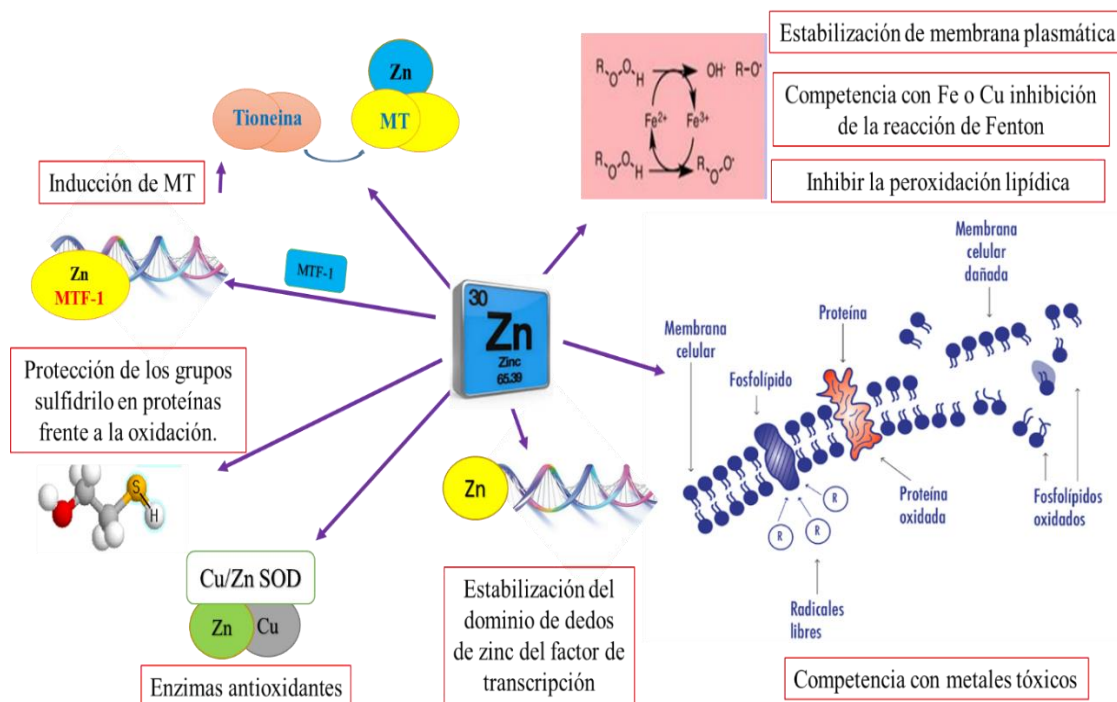 Zn
Tioneina
MT
Inducción de MT
Zn
MTF-1
MTF-1
Protección de los grupos
sulfidrilo en proteínas
frente a la oxidación.
S
H
Cu/Zn SOD
Zn
Cu
Enzimas antioxidantes
30
Zn
Zinc
65.39
Zn
Estabilización del
dominio de dedos
de zinc del factor de
transcripción
R O O H
OH· R-O·
Fe2+
Fe3+
R O O H
R O O·
Estabilización de membrana plasmática
Competencia con Fe o Cu inhibición
de la reacción de Fenton
Inhibir la peroxidación lipídica
Membrana
celular
Fosfolípido
Proteína
Membrana
celular
dañada
R
R
R
Radicales
libres
Proteína
oxidada
Fosfolípidos
oxidados
Competencia con metales tóxicos